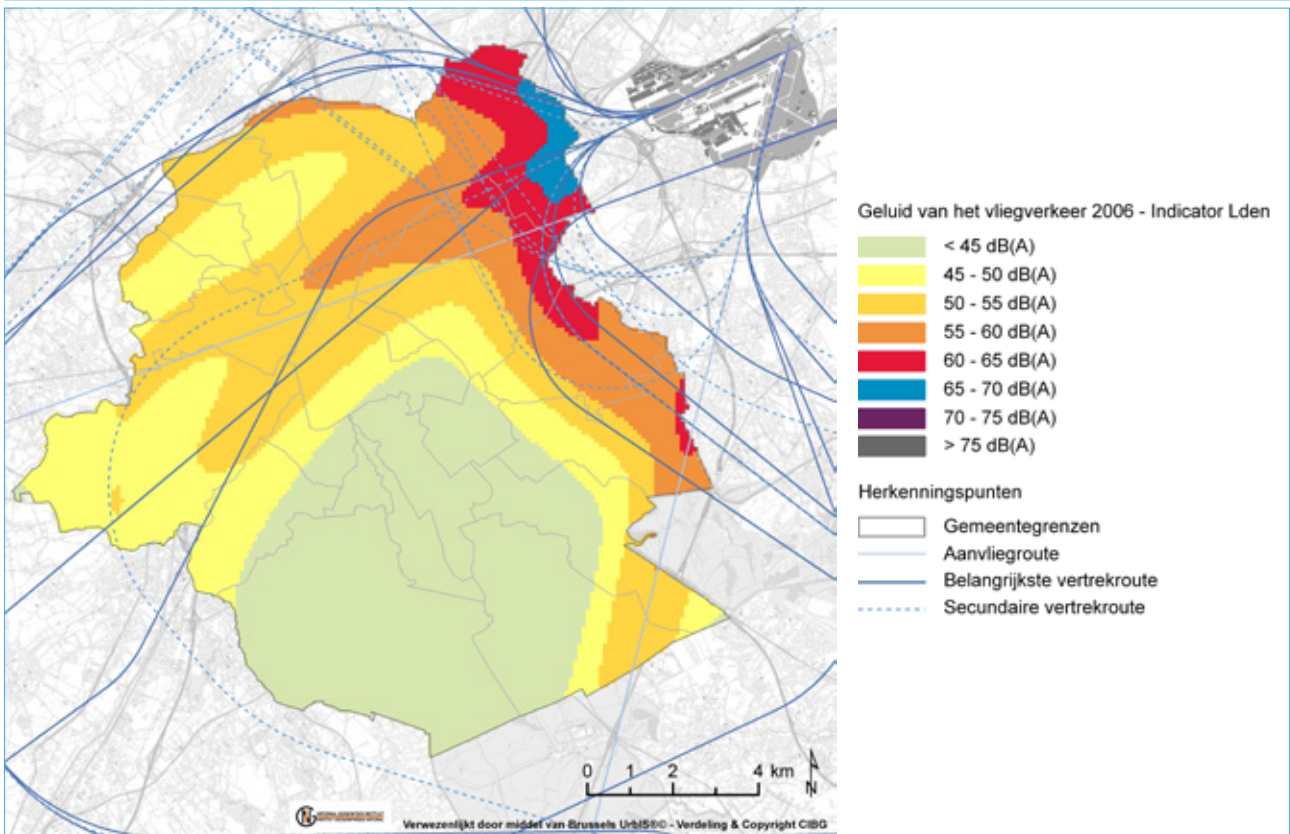 Geluid van het vliegverkeer 2006 - Indicator Lden
< 45 dB(A)
45 - 50 dB(A)
50 - 55 dB(A)
55 - 60 dB(A)
60 - 65 dB(A)
65 - 70 dB(A)
70 - 75 dB(A)
> 75 dB(A)
Herkenningspunten
Gemeentegrenzen
Aanvliegroute
Belangrijkste vertrekroute
Secundaire vertrekroute
0 1 2 4 km
N
Verwezenlijkt door middel van Brussels UrbIS®© - Verdeling & Copyright CIBG